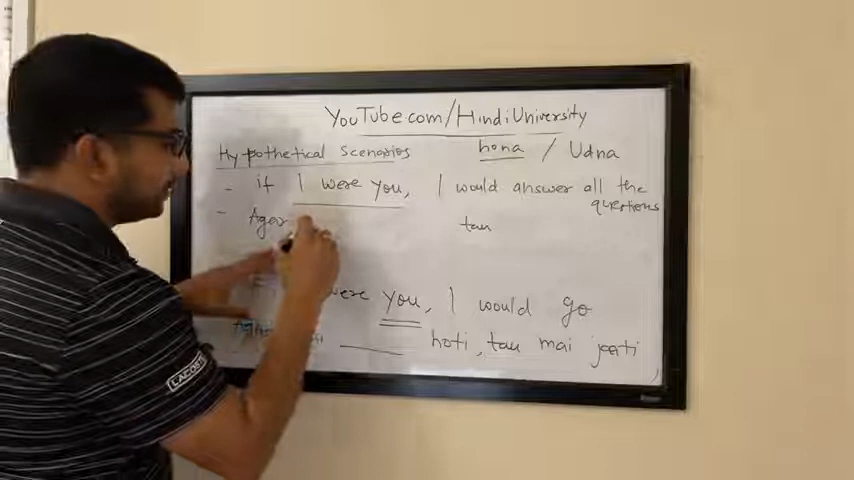 YouTube.com/HindiUniversity
Hypothetical Scenarios hona / Udna
- if I were you, I would answer all the questions
- Agar tau
were you, I would go
hoti, tau mai jaati
LACOSTE